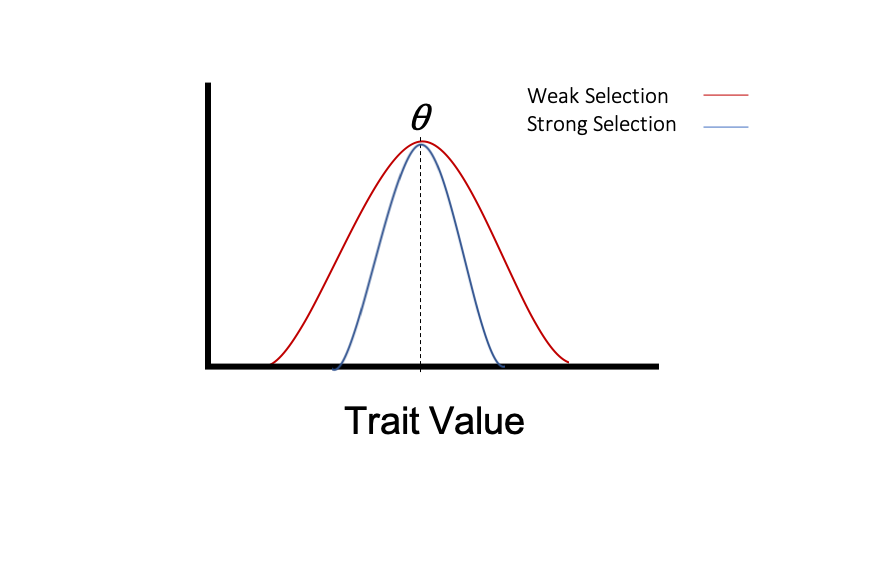 θ
Weak Selection
Strong Selection
Trait Value